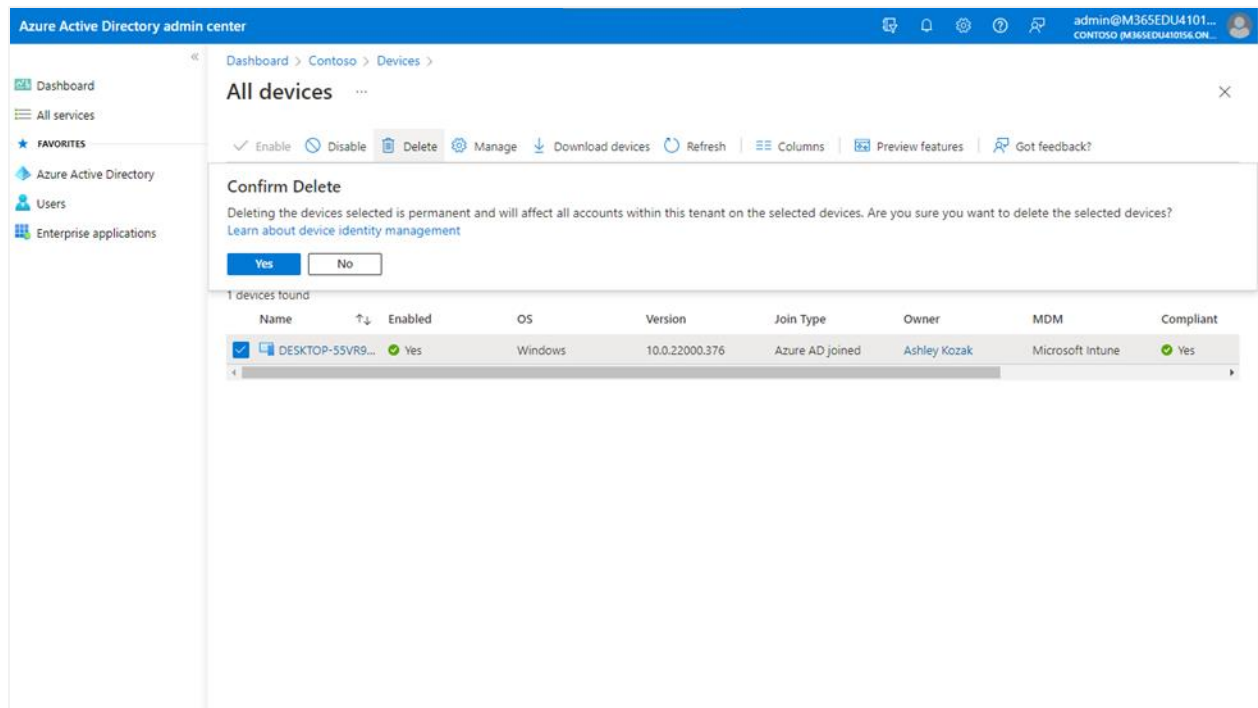 Azure Active Directory admin center
admin@M365EDU4101...
CONTOSO (M365EDU410156.ON...
Dashboard > Contoso > Devices >
Dashboard
All services
FAVORITES
Azure Active Directory
Users
Enterprise applications
All devices ...
Enable Disable Delete Manage Download devices Refresh Columns Preview features Got feedback?
Confirm Delete
Deleting the devices selected is permanent and will affect all accounts within this tenant on the selected devices. Are you sure you want to delete the selected devices?
Learn about device identity management
Yes No
1 devices found
Name Enabled OS Version Join Type Owner MDM Compliant
DESKTOP-55VR9... Yes Windows 10.0.22000.376 Azure AD joined Ashley Kozak Microsoft Intune Yes